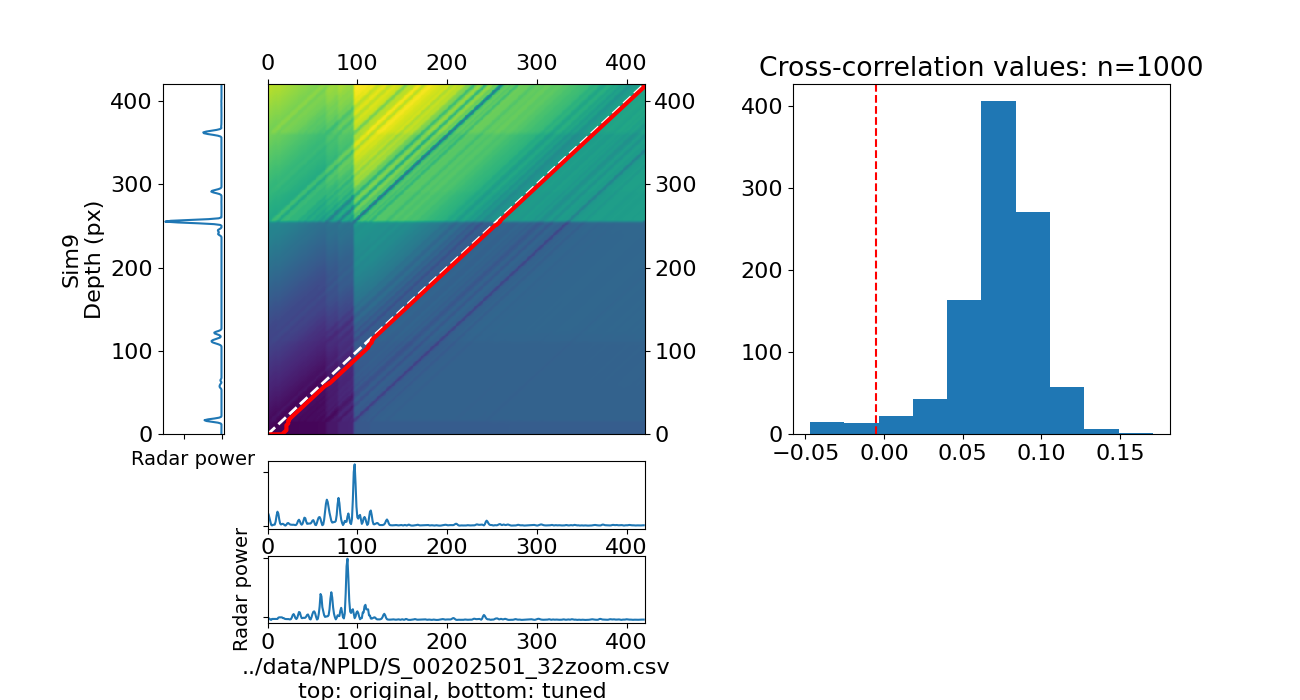 0 100 200 300 400
Cross-correlation values: n=1000
400
300
200
100
0
Sim9
Depth (px)
Radar power
400
300
200
100
0
400
300
200
100
0
−0.05 0.00 0.05 0.10 0.15
0 100 200 300 400
Radar power
0 100 200 300 400
../data/NPLD/S_00202501_32zoom.csv
top: original, bottom: tuned